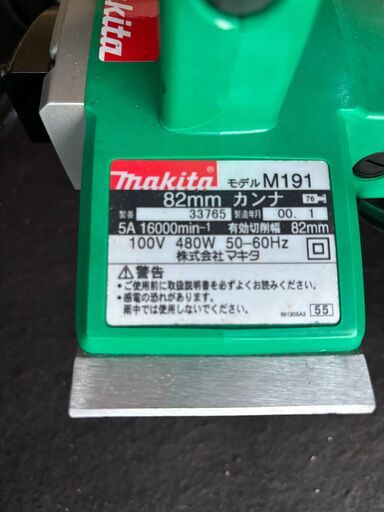 makita
makita モデル M191
82mm カンナ 76
製番 33765 製造年月 00. 1
5A 16000min-1 有効切削幅 82mm
100V 480W 50-60Hz
株式会社マキタ
⚠警告
・ご使用前に取扱説明書を必ずよくお読みください。
・感電の恐れがあります。
雨中では使用しないでください。
851205A3 55